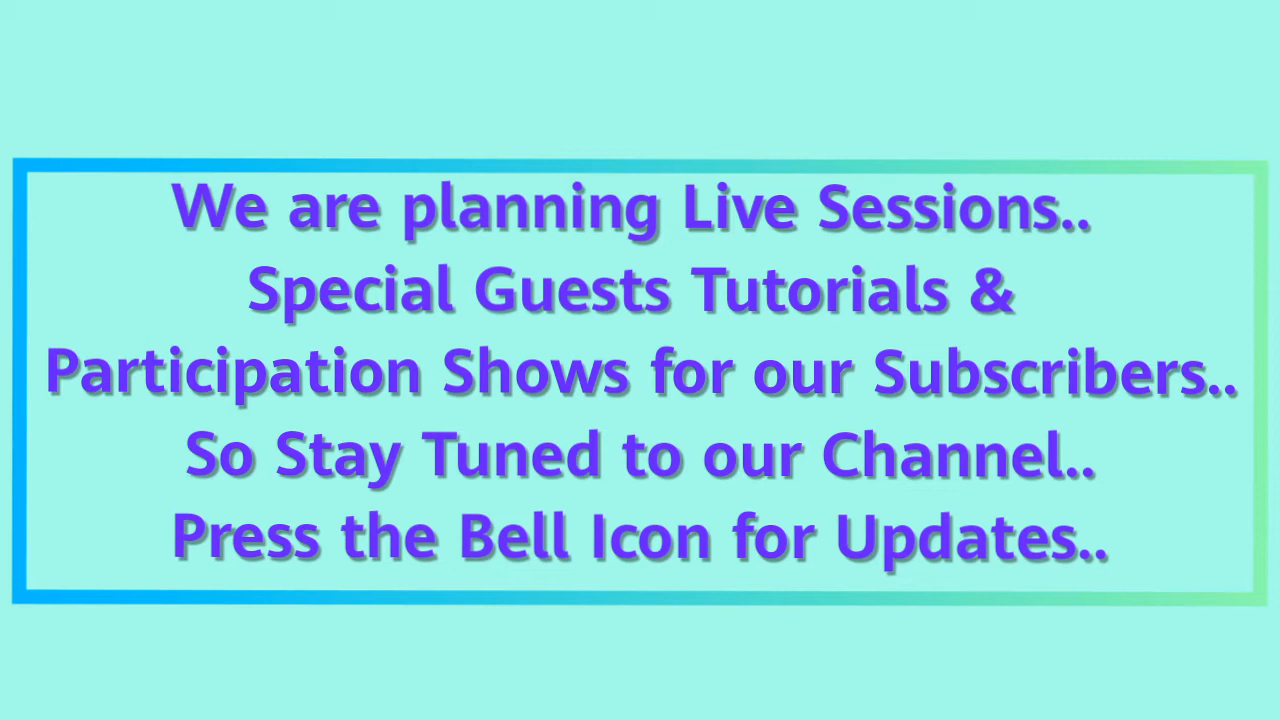 We are planning Live Sessions..
Special Guests Tutorials &
Participation Shows for our Subscribers..
So Stay Tuned to our Channel..
Press the Bell Icon for Updates..